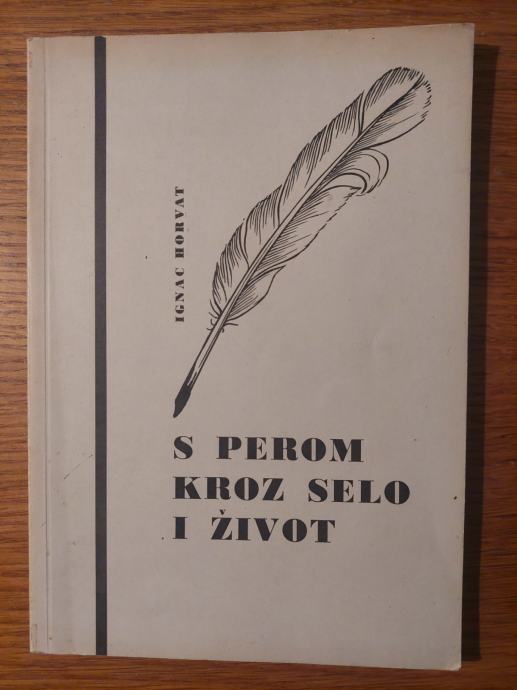 IGNAC HORVAT
S PEROM
KROZ SELO
I ŽIVOT